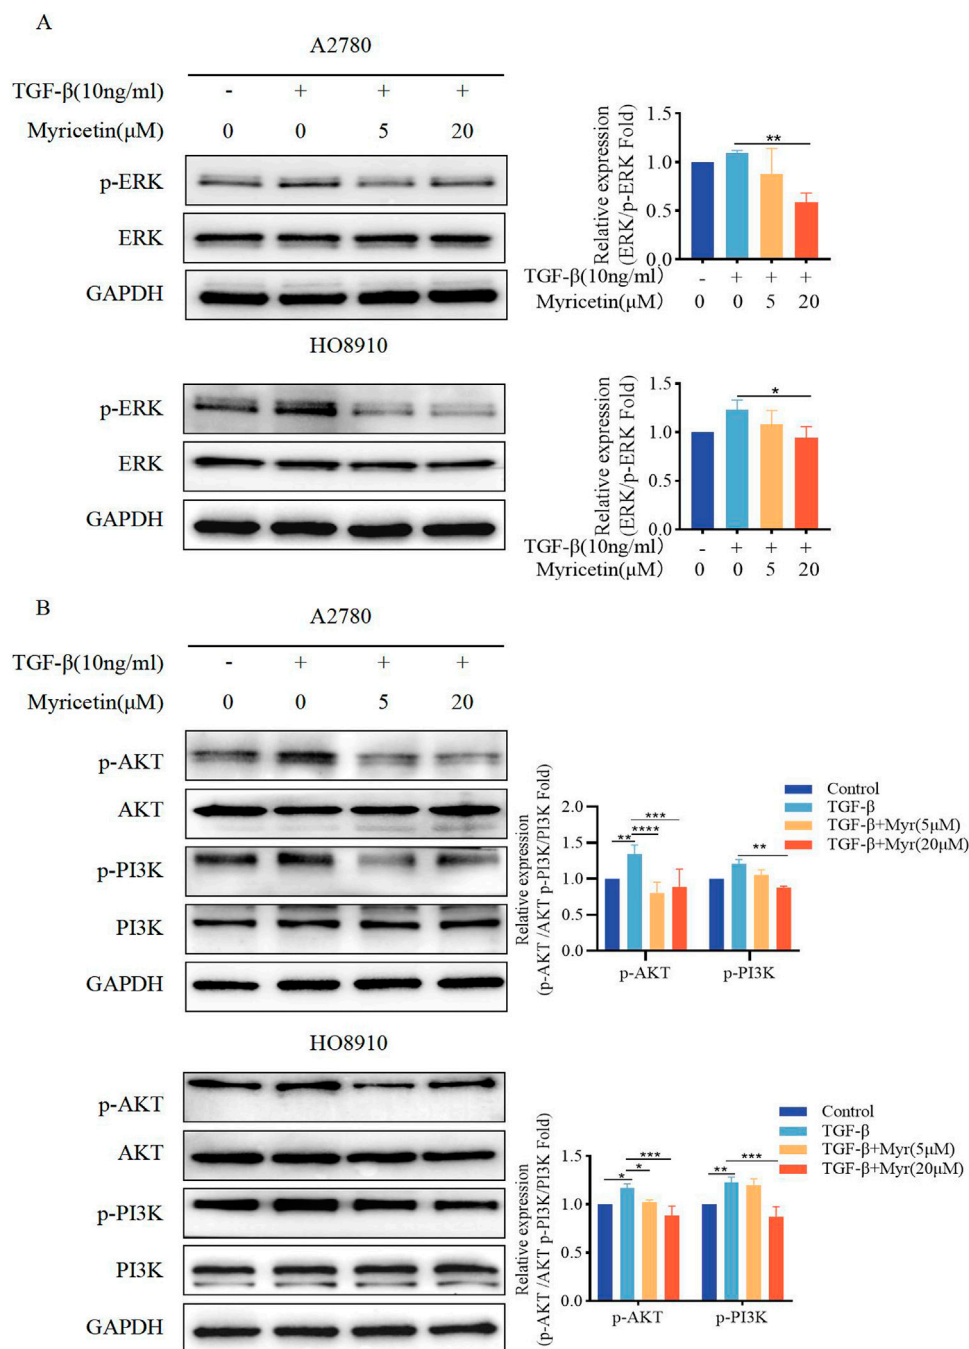 A
A2780
TGF-β(10ng/ml) - + + +
Myricetin(μM) 0 0 5 20
p-ERK
ERK
GAPDH
Relative expression
(ERK/p-ERK Fold)
1.5
1.0
0.5
0.0
**
TGF-β(10ng/ml) - + + +
Myricetin(μM) 0 0 5 20
HO8910
p-ERK
ERK
GAPDH
Relative expression
(ERK/p-ERK Fold)
1.5
1.0
0.5
0.0
*
TGF-β(10ng/ml) - + + +
Myricetin(μM) 0 0 5 20
B
A2780
TGF-β(10ng/ml) - + + +
Myricetin(μM) 0 0 5 20
p-AKT
AKT
p-PI3K
PI3K
GAPDH
Relative expression
(p-AKT /AKT p-PI3K/PI3K Fold)
2.0
1.5
1.0
0.5
0.0
***
****
**
**
p-AKT p-PI3K
Control
TGF-β
TGF-β+Myr(5μM)
TGF-β+Myr(20μM)
HO8910
p-AKT
AKT
p-PI3K
PI3K
GAPDH
Relative expression
(p-AKT /AKT p-PI3K/PI3K Fold)
1.5
1.0
0.5
0.0
***
*
*
***
**
p-AKT p-PI3K
Control
TGF-β
TGF-β+Myr(5μM)
TGF-β+Myr(20μM)